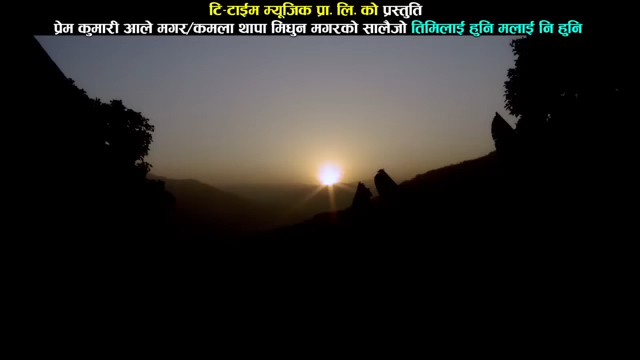 टि-टाईम म्यूजिक प्रा. लि. को प्रस्तुति
प्रेम कुमारी आले मगर/कमला थापा मिधुन मगरको सालैजो तिमिलाई हुनि मलाई नि हुनि